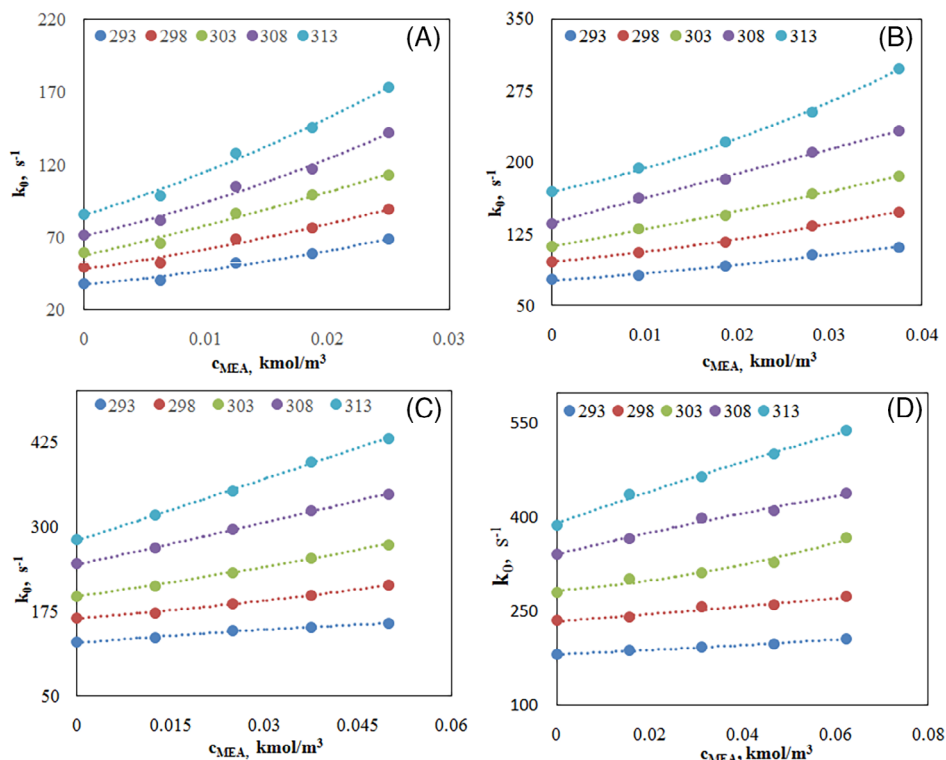 220
293 298 303 308 313 (A)
170
120
70
20
k₀, s⁻¹
0 0.01 0.02 0.03
c_MEA, kmol/m³
350
293 298 303 308 313 (B)
275
200
125
50
k₀, s⁻¹
0 0.01 0.02 0.03 0.04
c_MEA, kmol/m³
293 298 303 308 313 (C)
425
300
175
50
k₀, s⁻¹
0 0.015 0.03 0.045 0.06
c_MEA, kmol/m³
293 298 303 308 313 (D)
550
400
250
100
k₀, s⁻¹
0 0.02 0.04 0.06 0.08
c_MEA, kmol/m³